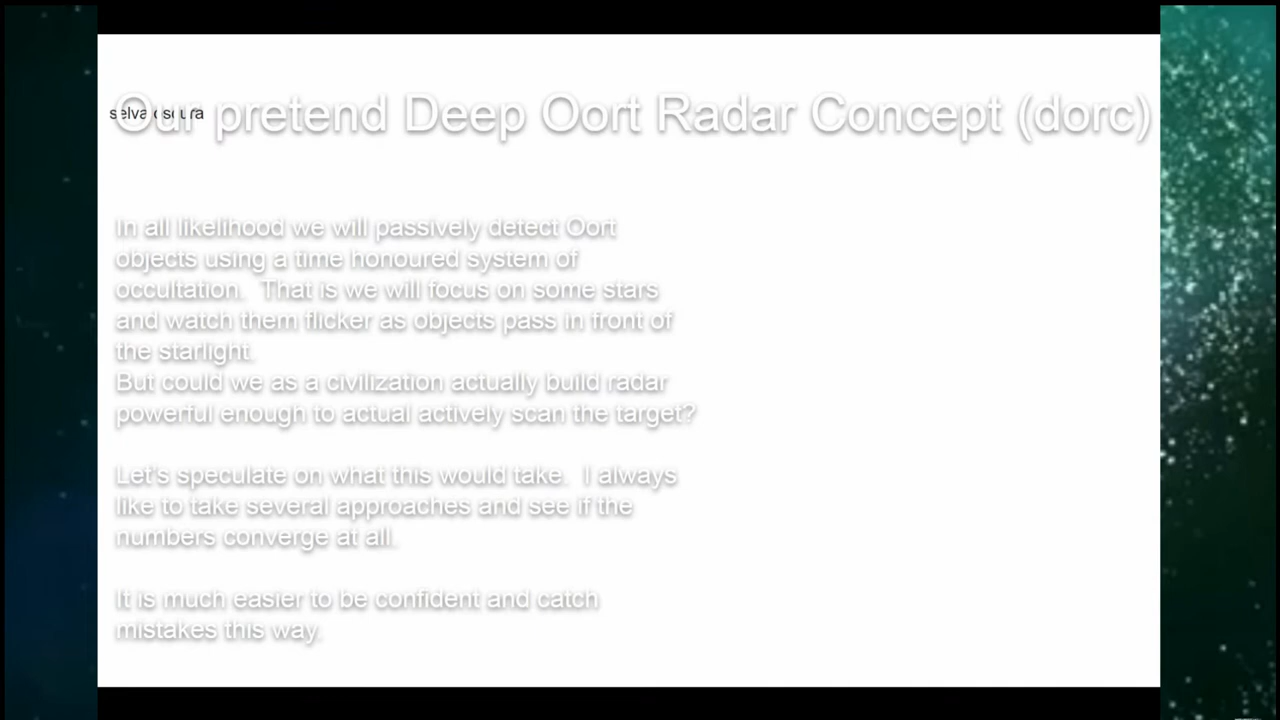 Our pretend Deep Oort Radar Concept (dorc)
selva oscura
In all likelihood we will passively detect Oort
objects using a time honoured system of
occultation.  That is we will focus on some stars
and watch them flicker as objects pass in front of
the starlight.
But could we as a civilization actually build radar
powerful enough to actual actively scan the target?
Let's speculate on what this would take.  I always
like to take several approaches and see if the
numbers converge at all.
It is much easier to be confident and catch
mistakes this way.